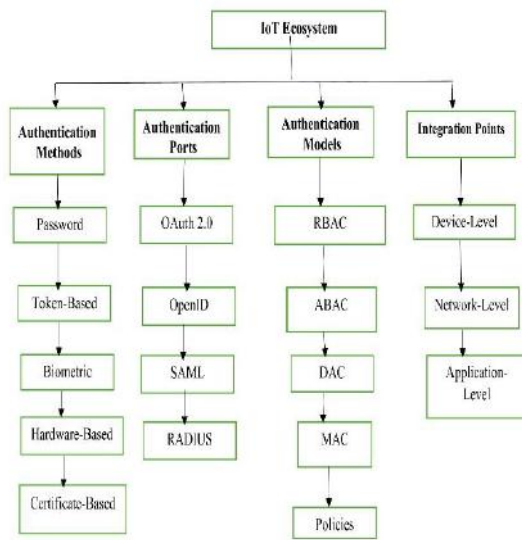 IoT Ecosystem
Authentication
Methods
Password
Token-Based
Biometric
Hardware-Based
Certificate-Based
Authentication
Ports
OAuth 2.0
OpenID
SAML
RADIUS
Authentication
Models
RBAC
ABAC
DAC
MAC
Policies
Integration Points
Device-Level
Network-Level
Application-
Level